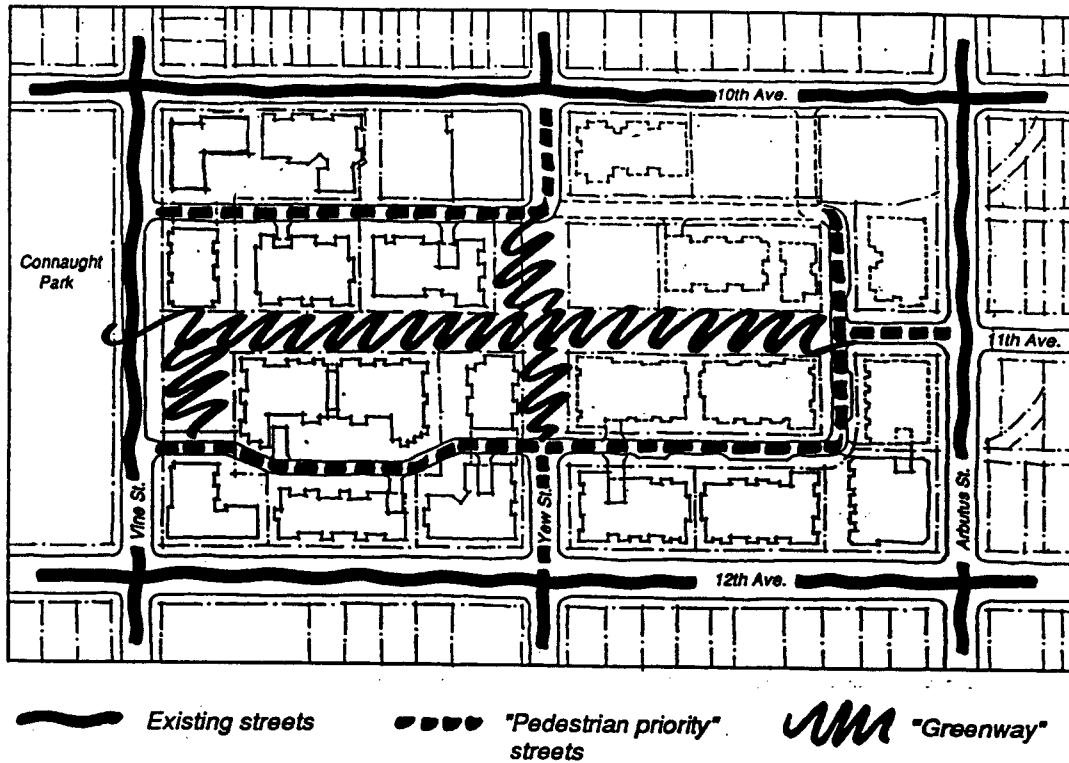 10th Ave.
Connaught
Park
11th Ave.
Vine St.
Yew St.
Arbutus St.
12th Ave.
Existing streets
"Pedestrian priority"
streets
"Greenway"